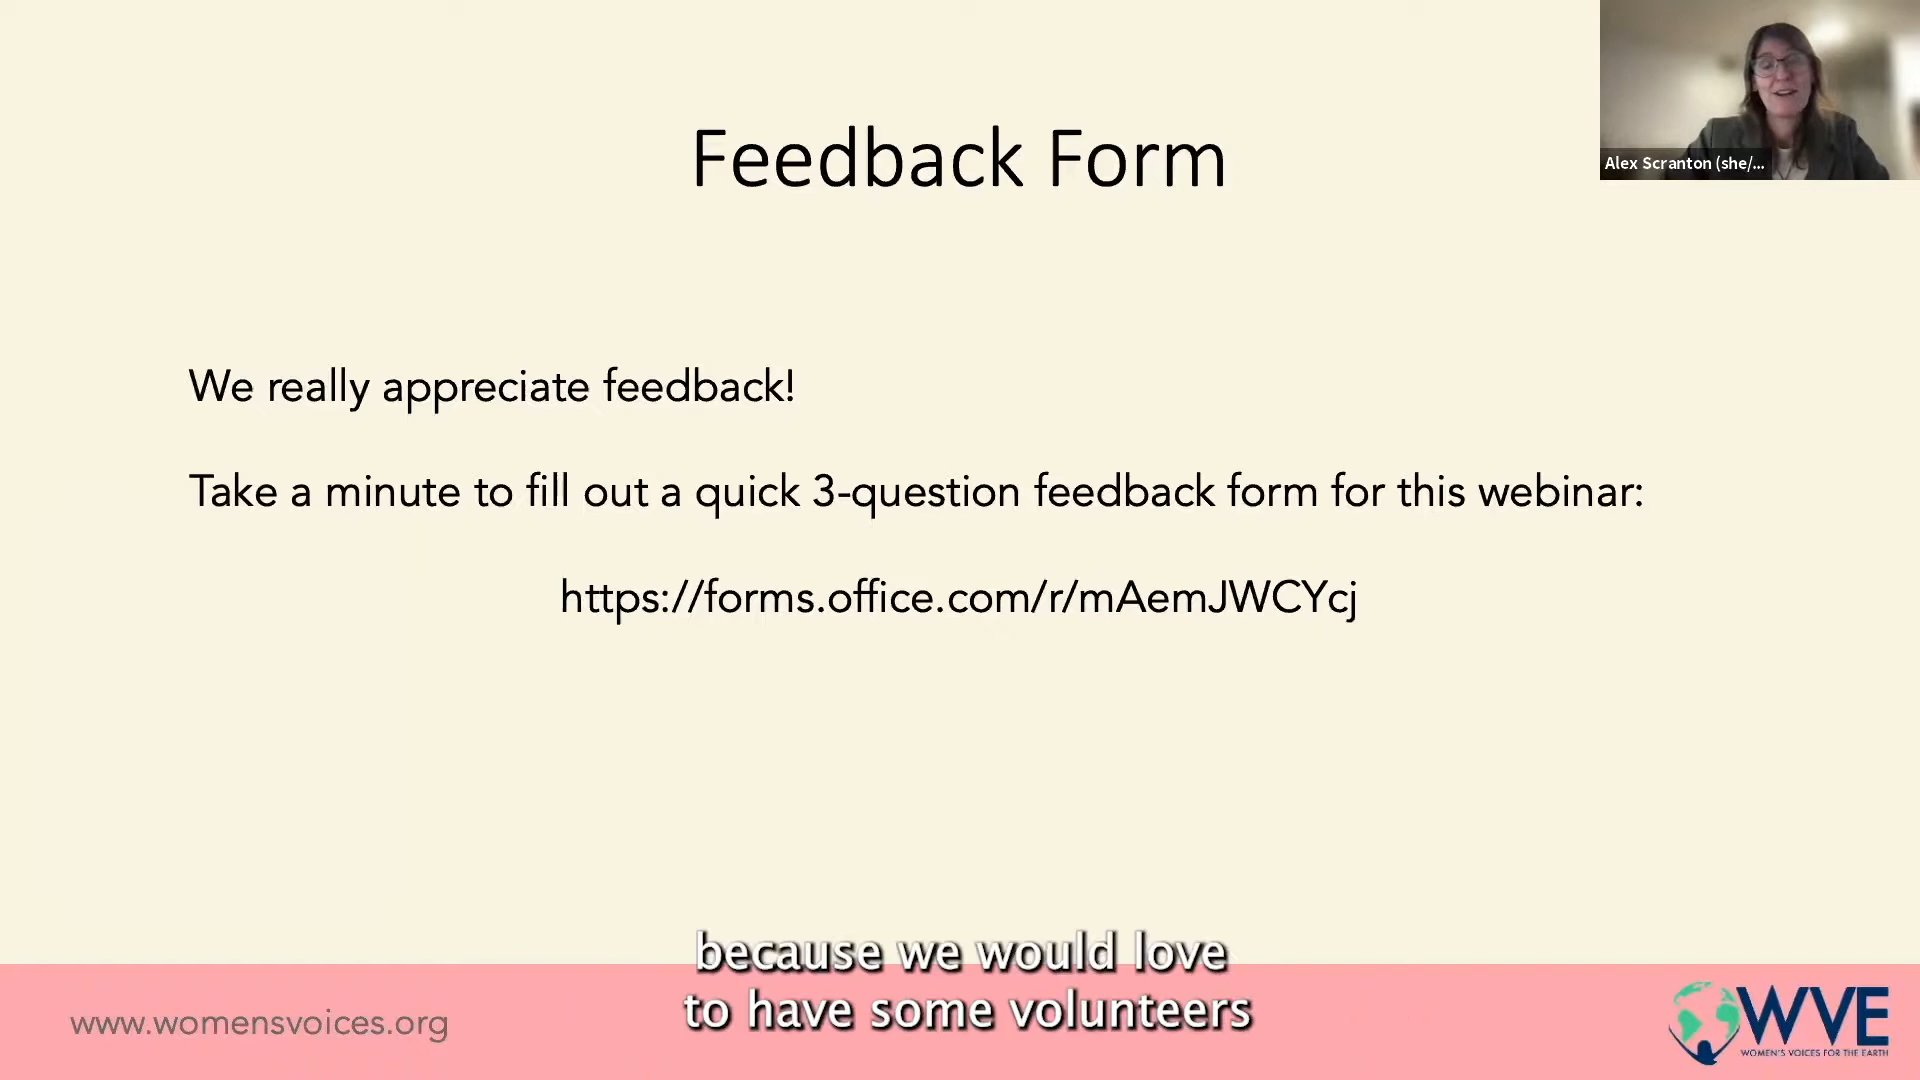 Feedback Form
Alex Scranton (she/...
We really appreciate feedback!
Take a minute to fill out a quick 3-question feedback form for this webinar:
https://forms.office.com/r/mAemJWCYcj
because we would love
to have some volunteers
www.womensvoices.org
WVE
WOMEN'S VOICES FOR THE EARTH